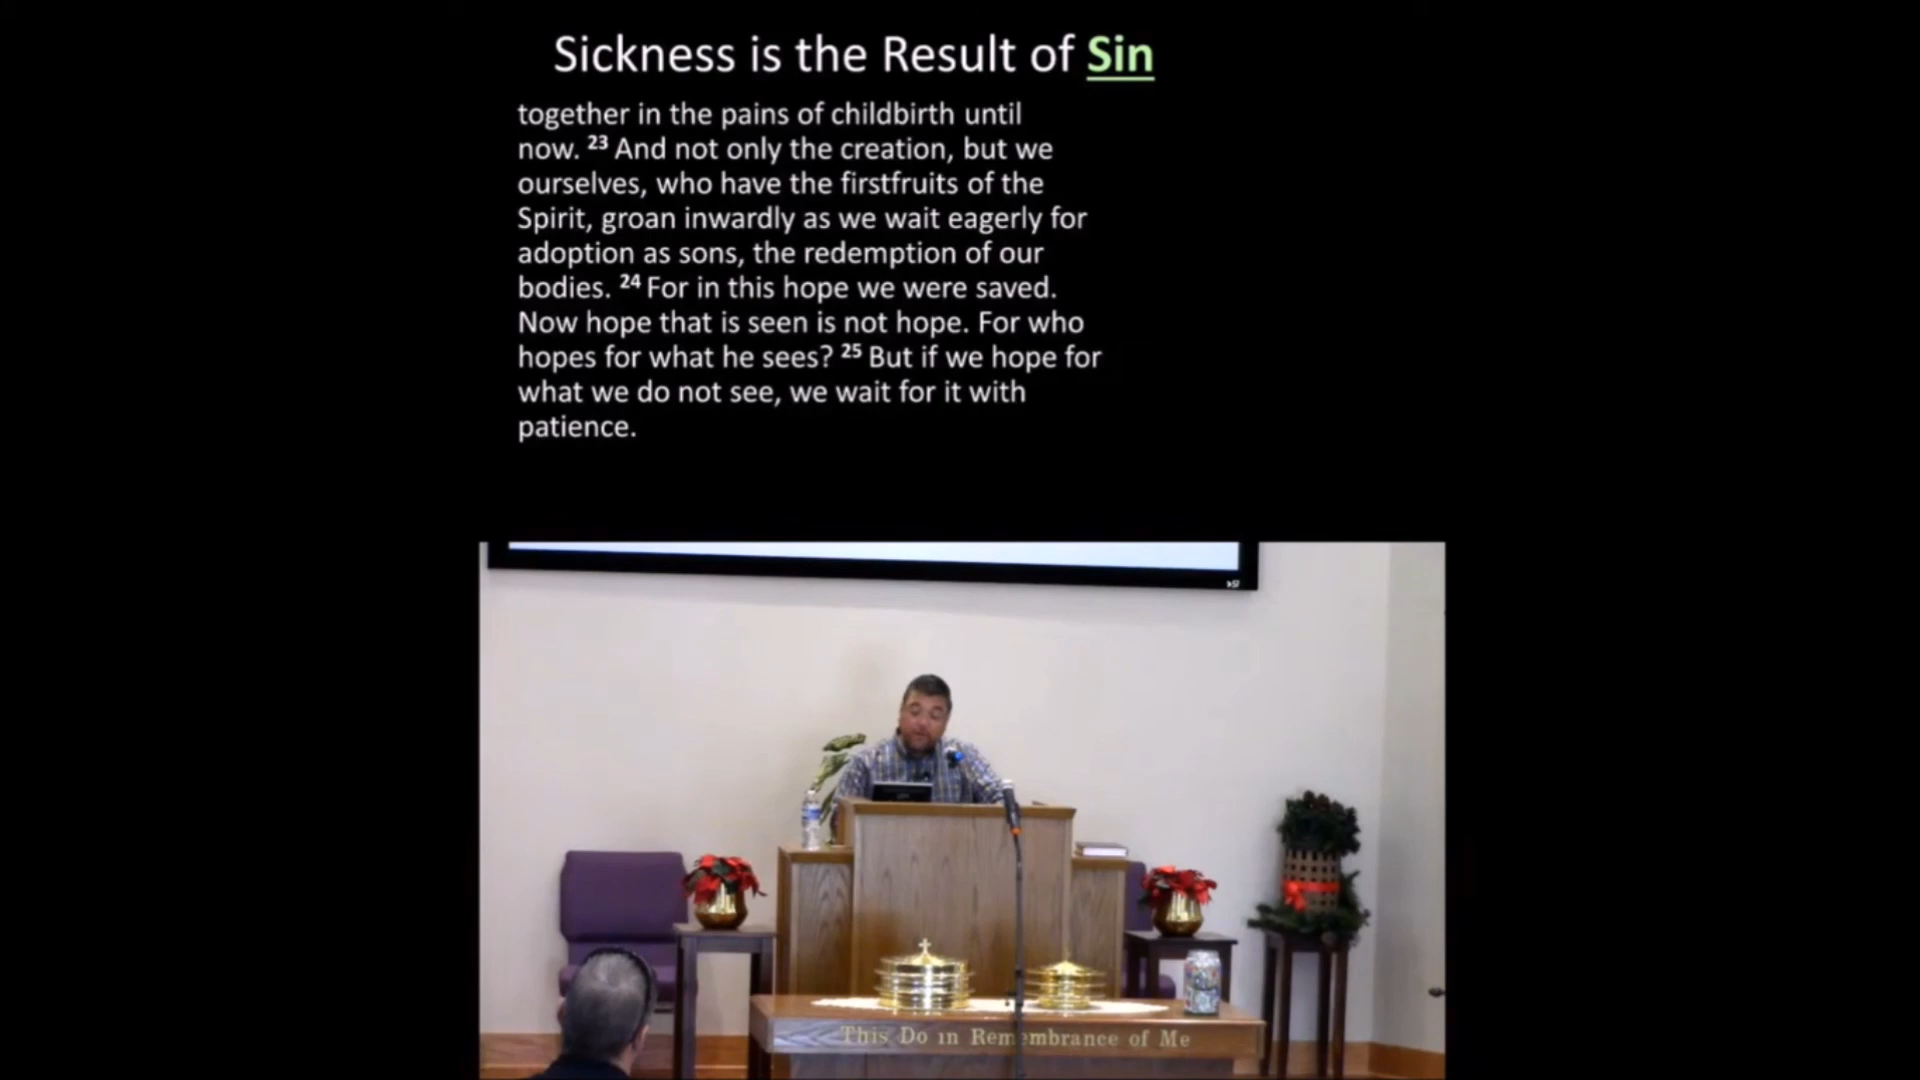 Sickness is the Result of Sin
together in the pains of childbirth until
now. 23 And not only the creation, but we
ourselves, who have the firstfruits of the
Spirit, groan inwardly as we wait eagerly for
adoption as sons, the redemption of our
bodies. 24 For in this hope we were saved.
Now hope that is seen is not hope. For who
hopes for what he sees? 25 But if we hope for
what we do not see, we wait for it with
patience.
This Do in Remembrance of Me